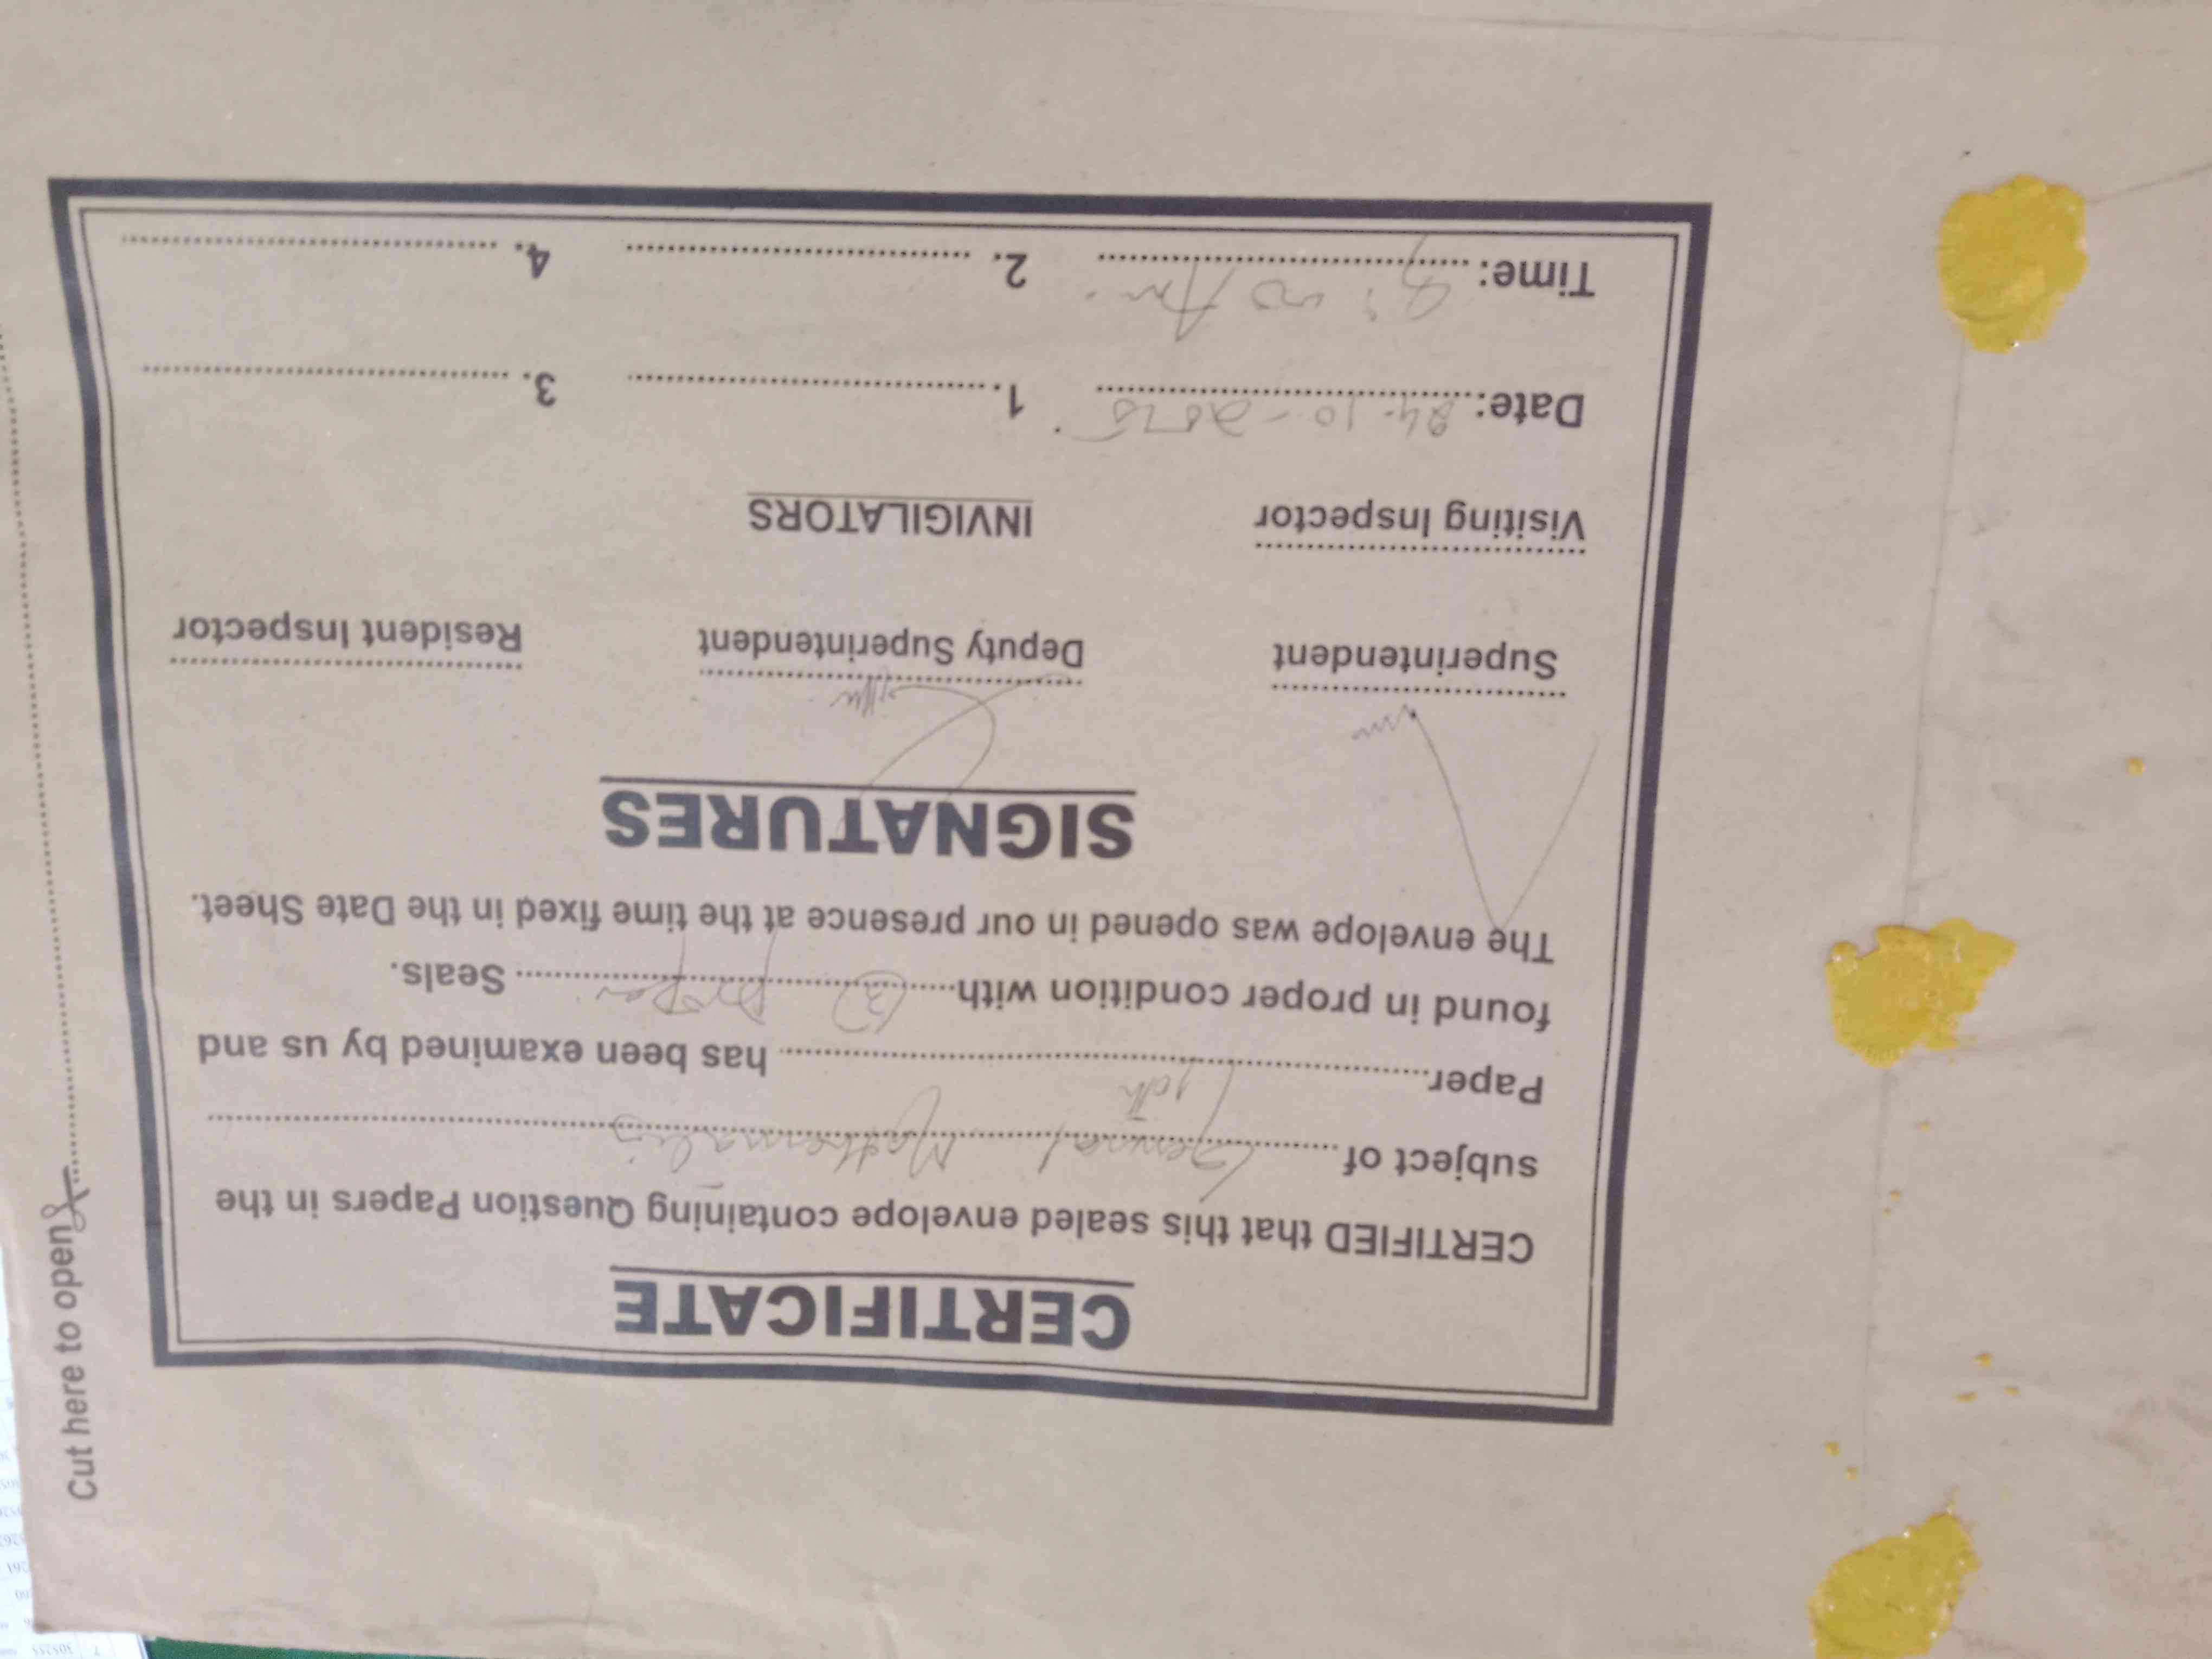 CERTIFICATE
CERTIFIED that this sealed envelope containing Question Papers in the
subject of General Mathematics
Paper 10th has been examined by us and
found in proper condition with (3) proper Seals.
The envelope was opened in our presence at the time fixed in the Date Sheet.
SIGNATURES
Superintendent Deputy Superintendent Resident Inspector
Visiting Inspector INVIGILATORS
Date: 24-10-2025 1. 3.
Time: 2. 4.
Cut here to open